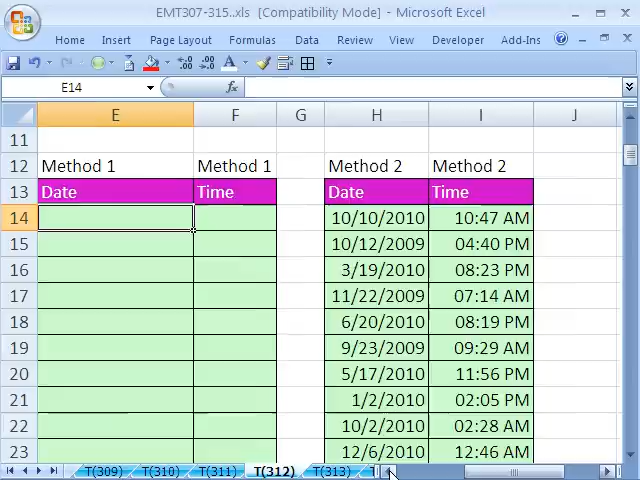 EMT307-315..xls [Compatibility Mode] - Microsoft Excel
Home Insert Page Layout Formulas Data Review View Developer Add-Ins
E14 fx
E F G H I J
11
12 Method 1 Method 1 Method 2 Method 2
13 Date Time Date Time
14 10/10/2010 10:47 AM
15 10/12/2009 04:40 PM
16 3/19/2010 08:23 PM
17 11/22/2009 07:14 AM
18 6/20/2010 08:19 PM
19 9/23/2009 09:29 AM
20 5/17/2010 11:56 PM
21 1/2/2010 02:05 PM
22 10/2/2010 02:28 AM
23 12/6/2010 12:46 AM
T(309) T(310) T(311) T(312) T(313)